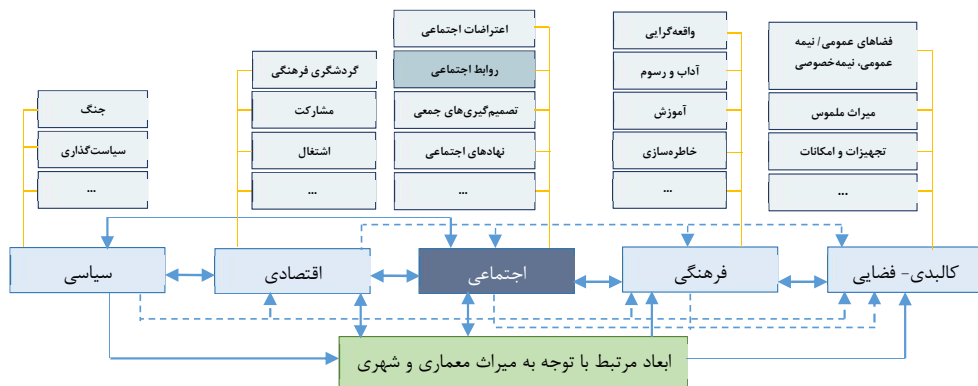 واقعه‌گرایی
آداب و رسوم
آموزش
خاطره‌سازی
...
فضاهای عمومی/ نیمه
عمومی، نیمه‌خصوصی
میراث ملموس
تجهیزات و امکانات
...
اعتراضات اجتماعی
روابط اجتماعی
تصمیم‌گیری‌های جمعی
نهادهای اجتماعی
...
گردشگری فرهنگی
مشارکت
اشتغال
...
جنگ
سیاست‌گذاری
...
کالبدی- فضایی
فرهنگی
اجتماعی
اقتصادی
سیاسی
ابعاد مرتبط با توجه به میراث معماری و شهری